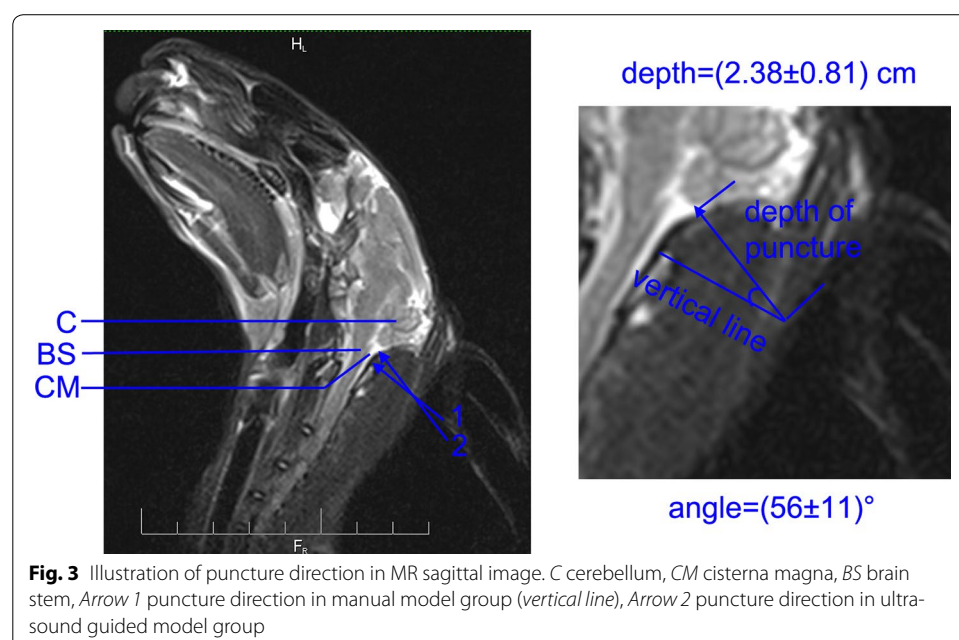 H_L
C
BS
CM
1
2
F_R
depth=(2.38±0.81) cm
depth of
puncture
vertical line
angle=(56±11)°
Fig. 3 Illustration of puncture direction in MR sagittal image. C cerebellum, CM cisterna magna, BS brain
stem, Arrow 1 puncture direction in manual model group (vertical line), Arrow 2 puncture direction in ultra-
sound guided model group